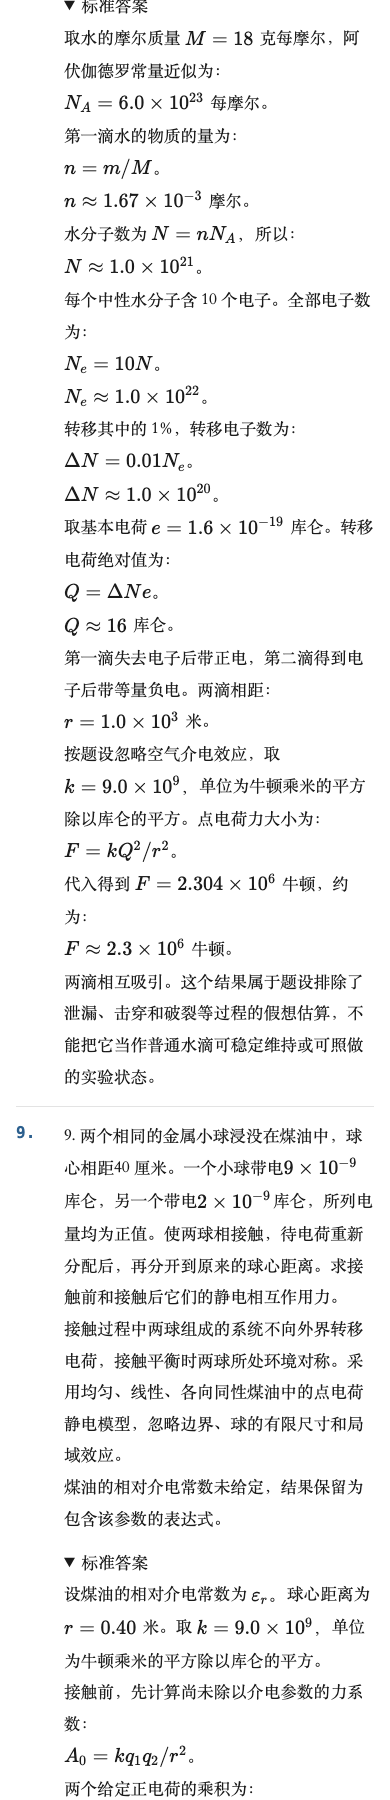 ▼ 标准答案
取水的摩尔质量 M = 18 克每摩尔，阿
伏伽德罗常量近似为：
N_A = 6.0 × 10^23 每摩尔。
第一滴水的物质的量为：
n = m/M。
n ≈ 1.67 × 10^−3 摩尔。
水分子数为 N = nN_A，所以：
N ≈ 1.0 × 10^21。
每个中性水分子含 10 个电子。全部电子数
为：
N_e = 10N。
N_e ≈ 1.0 × 10^22。
转移其中的 1%，转移电子数为：
ΔN = 0.01N_e。
ΔN ≈ 1.0 × 10^20。
取基本电荷 e = 1.6 × 10^−19 库仑。转移
电荷绝对值为：
Q = ΔNe。
Q ≈ 16 库仑。
第一滴失去电子后带正电，第二滴得到电
子后带等量负电。两滴相距：
r = 1.0 × 10^3 米。
按题设忽略空气介电效应，取
k = 9.0 × 10^9，单位为牛顿乘米的平方
除以库仑的平方。点电荷力大小为：
F = kQ^2/r^2。
代入得到 F = 2.304 × 10^6 牛顿，约
为：
F ≈ 2.3 × 10^6 牛顿。
两滴相互吸引。这个结果属于题设排除了
泄漏、击穿和破裂等过程的假想估算，不
能把它当作普通水滴可稳定维持或可照做
的实验状态。
9. 9. 两个相同的金属小球浸没在煤油中，球
心相距40 厘米。一个小球带电9 × 10^−9
库仑，另一个带电2 × 10^−9 库仑，所列电
量均为正值。使两球相接触，待电荷重新
分配后，再分开到原来的球心距离。求接
触前和接触后它们的静电相互作用力。
接触过程中两球组成的系统不向外界转移
电荷，接触平衡时两球所处环境对称。采
用均匀、线性、各向同性煤油中的点电荷
静电模型，忽略边界、球的有限尺寸和局
域效应。
煤油的相对介电常数未给定，结果保留为
包含该参数的表达式。
▼ 标准答案
设煤油的相对介电常数为 ε_r。球心距离为
r = 0.40 米。取 k = 9.0 × 10^9，单位
为牛顿乘米的平方除以库仑的平方。
接触前，先计算尚未除以介电参数的力系
数：
A_0 = kq_1q_2/r^2。
两个给定正电荷的乘积为：